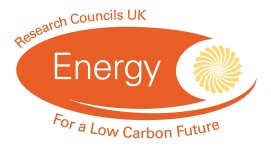 Research Councils UK
Energy
For a Low Carbon Future